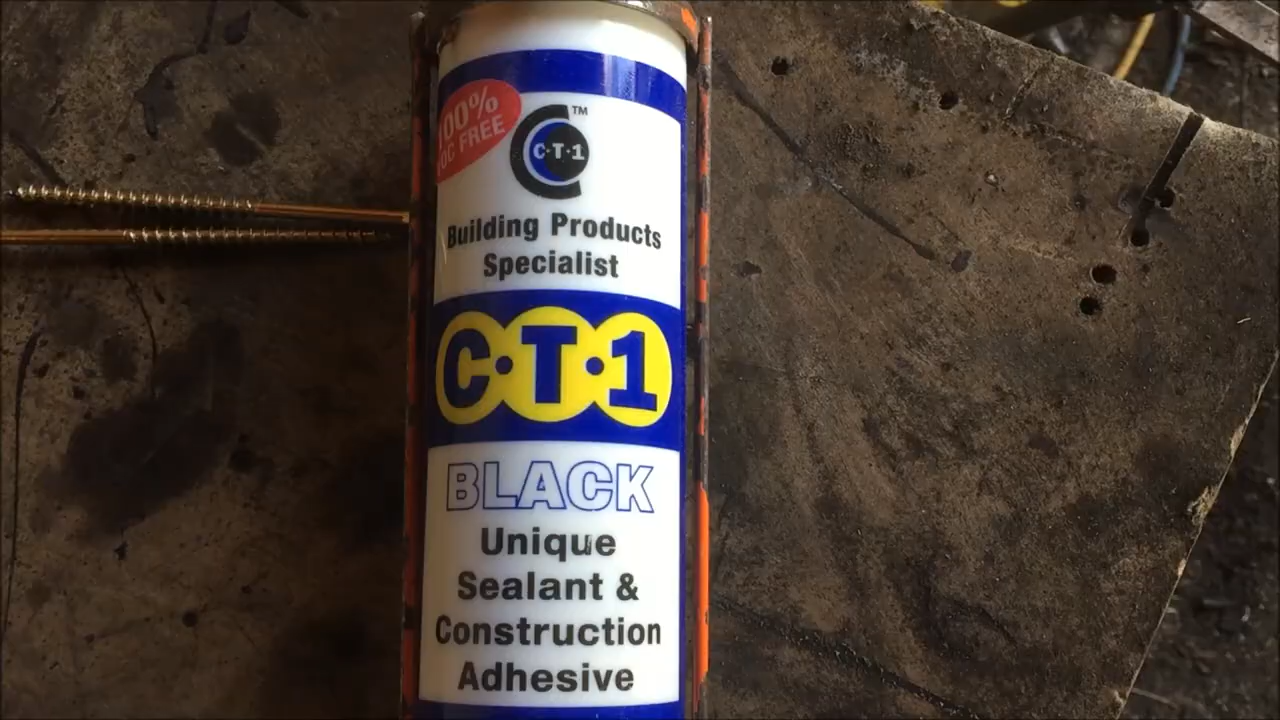 100%
VOC FREE
TM
C·T·1
Building Products
Specialist
C·T·1
BLACK
Unique
Sealant &
Construction
Adhesive